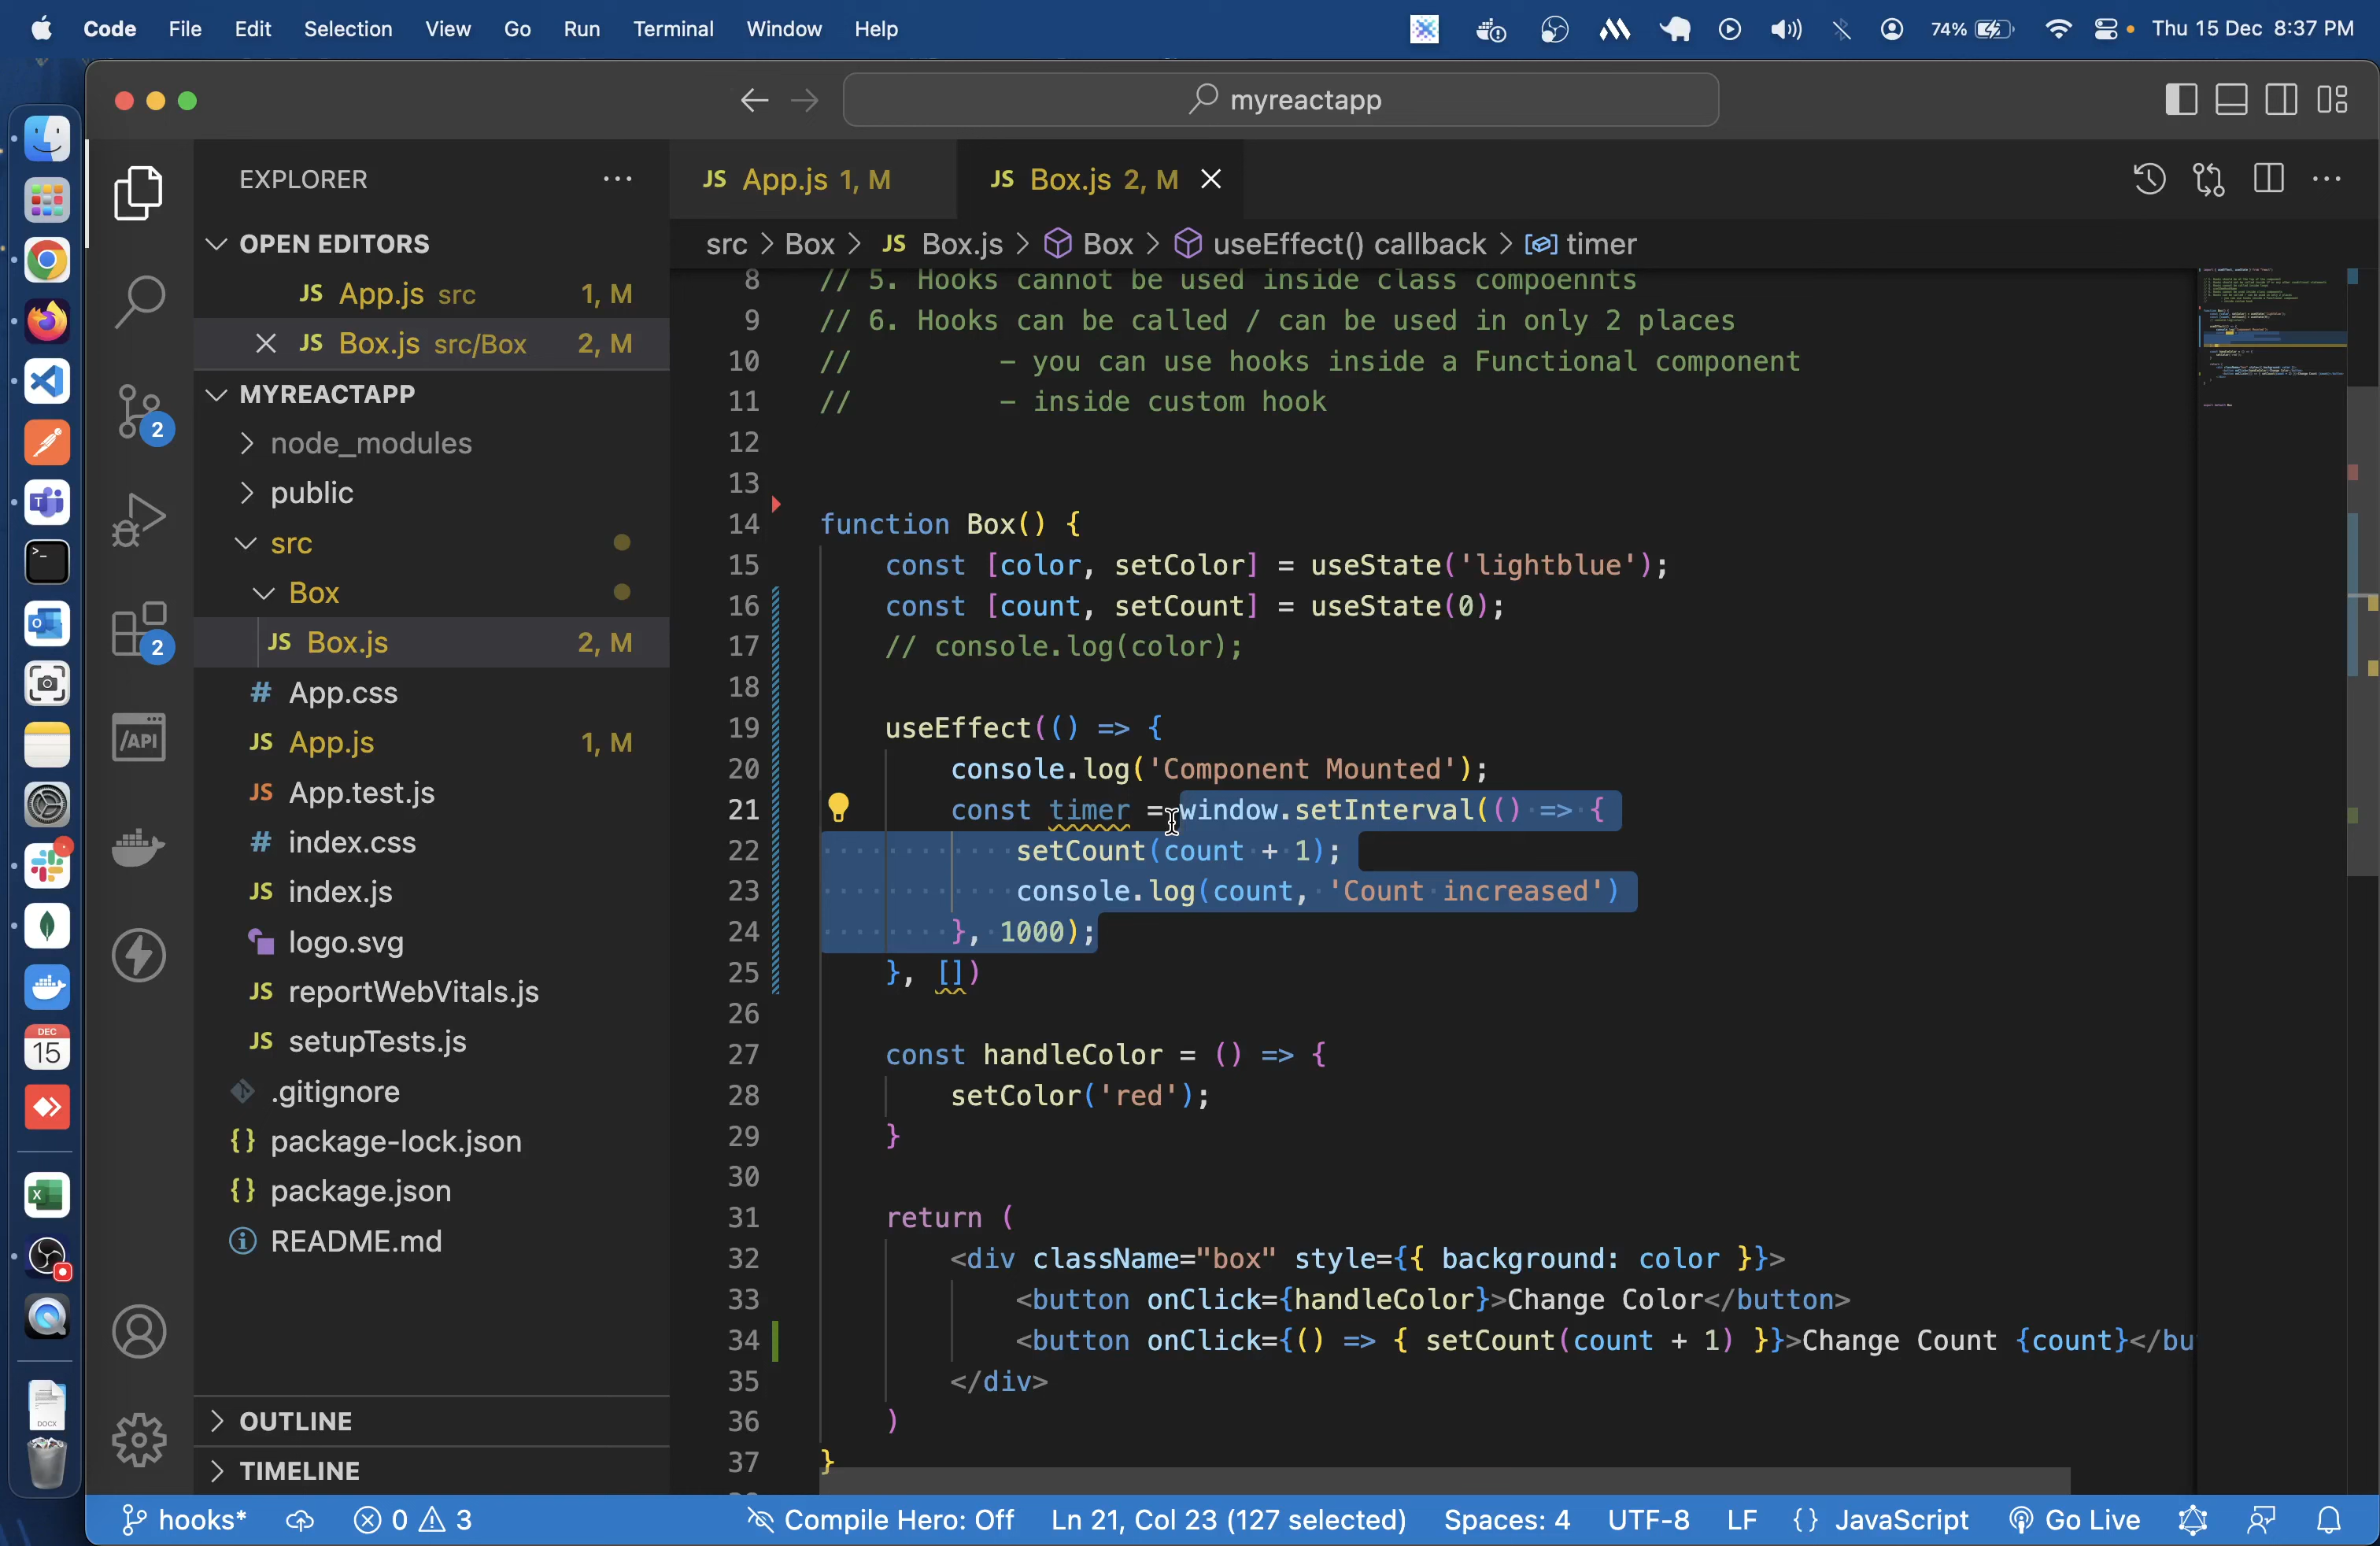 Code File Edit Selection View Go Run Terminal Window Help 74% Thu 15 Dec 8:37 PM
myreactapp
EXPLORER
OPEN EDITORS
JS App.js src 1, M
JS Box.js src/Box 2, M
MYREACTAPP
node_modules
public
src
Box
JS Box.js 2, M
# App.css
JS App.js 1, M
JS App.test.js
# index.css
JS index.js
logo.svg
JS reportWebVitals.js
JS setupTests.js
.gitignore
{} package-lock.json
{} package.json
README.md
OUTLINE
TIMELINE
2
2
/API
DEC
15
DOCX
JS App.js 1, M JS Box.js 2, M
src > Box > JS Box.js > Box > useEffect() callback > timer
8 // 5. Hooks cannot be used inside class compoennts
9 // 6. Hooks can be called / can be used in only 2 places
10 // - you can use hooks inside a Functional component
11 // - inside custom hook
12
13
14 function Box() {
15 const [color, setColor] = useState('lightblue');
16 const [count, setCount] = useState(0);
17 // console.log(color);
18
19 useEffect(() => {
20 console.log('Component Mounted');
21 const timer = window.setInterval(() => {
22 setCount(count + 1);
23 console.log(count, 'Count increased')
24 }, 1000);
25 }, [])
26
27 const handleColor = () => {
28 setColor('red');
29 }
30
31 return (
32 <div className="box" style={{ background: color }}>
33 <button onClick={handleColor}>Change Color</button>
34 <button onClick={() => { setCount(count + 1) }}>Change Count {count}</bu
35 </div>
36 )
37 }
hooks* 0 3 Compile Hero: Off Ln 21, Col 23 (127 selected) Spaces: 4 UTF-8 LF {} JavaScript Go Live